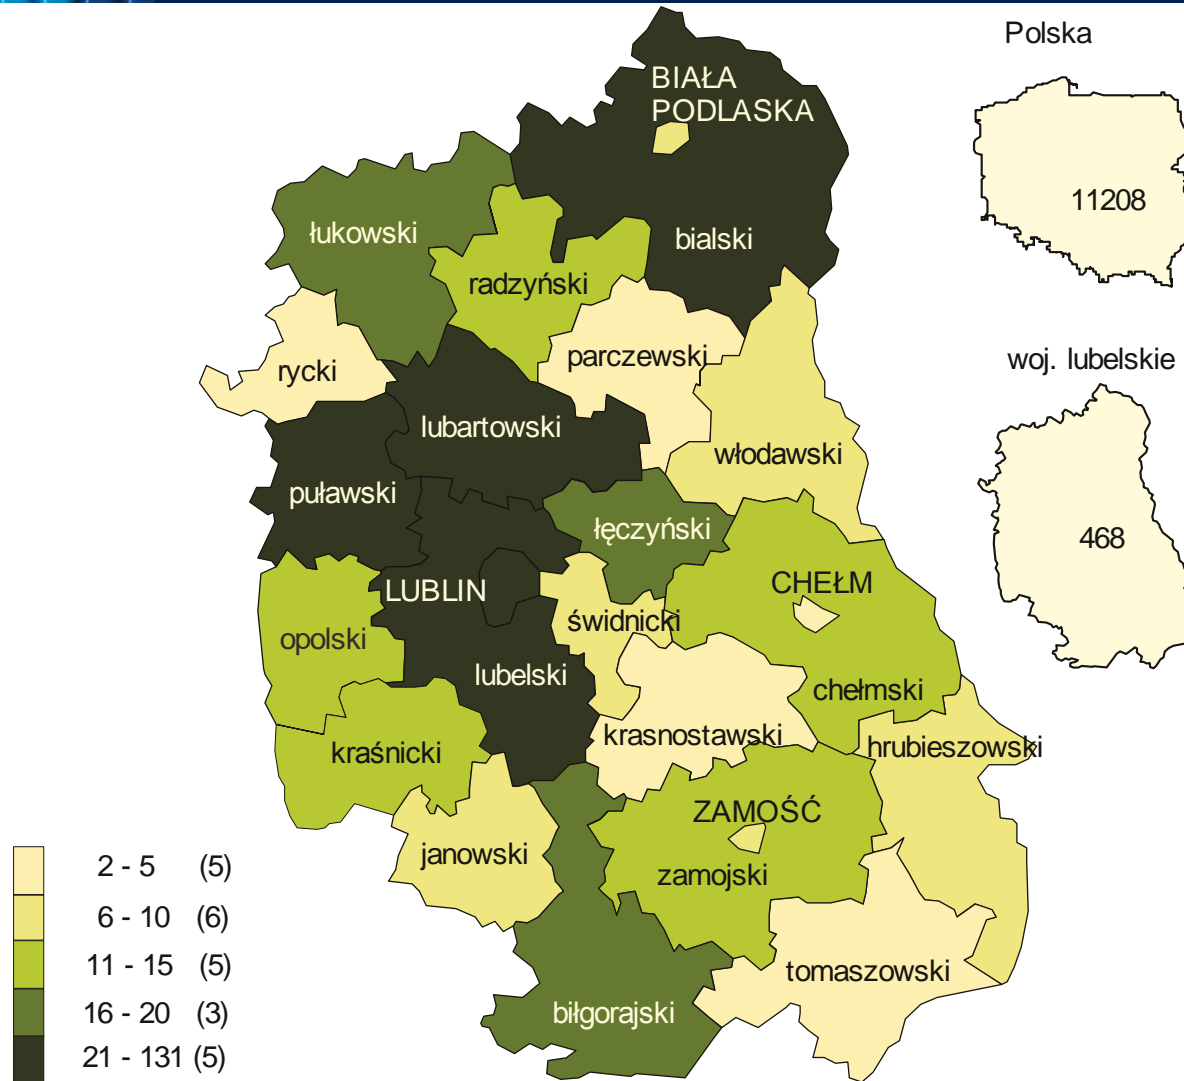 Polska
BIAŁA
PODLASKA
11208
łukowski
bialski
radzyński
parczewski
woj. lubelskie
rycki
lubartowski
włodawski
puławski
łęczyński
468
CHEŁM
LUBLIN
świdnicki
opolski
lubelski
chełmski
krasnostawski
hrubieszowski
kraśnicki
ZAMOŚĆ
janowski
zamojski
2 - 5 (5)
6 - 10 (6)
11 - 15 (5)
tomaszowski
16 - 20 (3)
biłgorajski
21 - 131 (5)